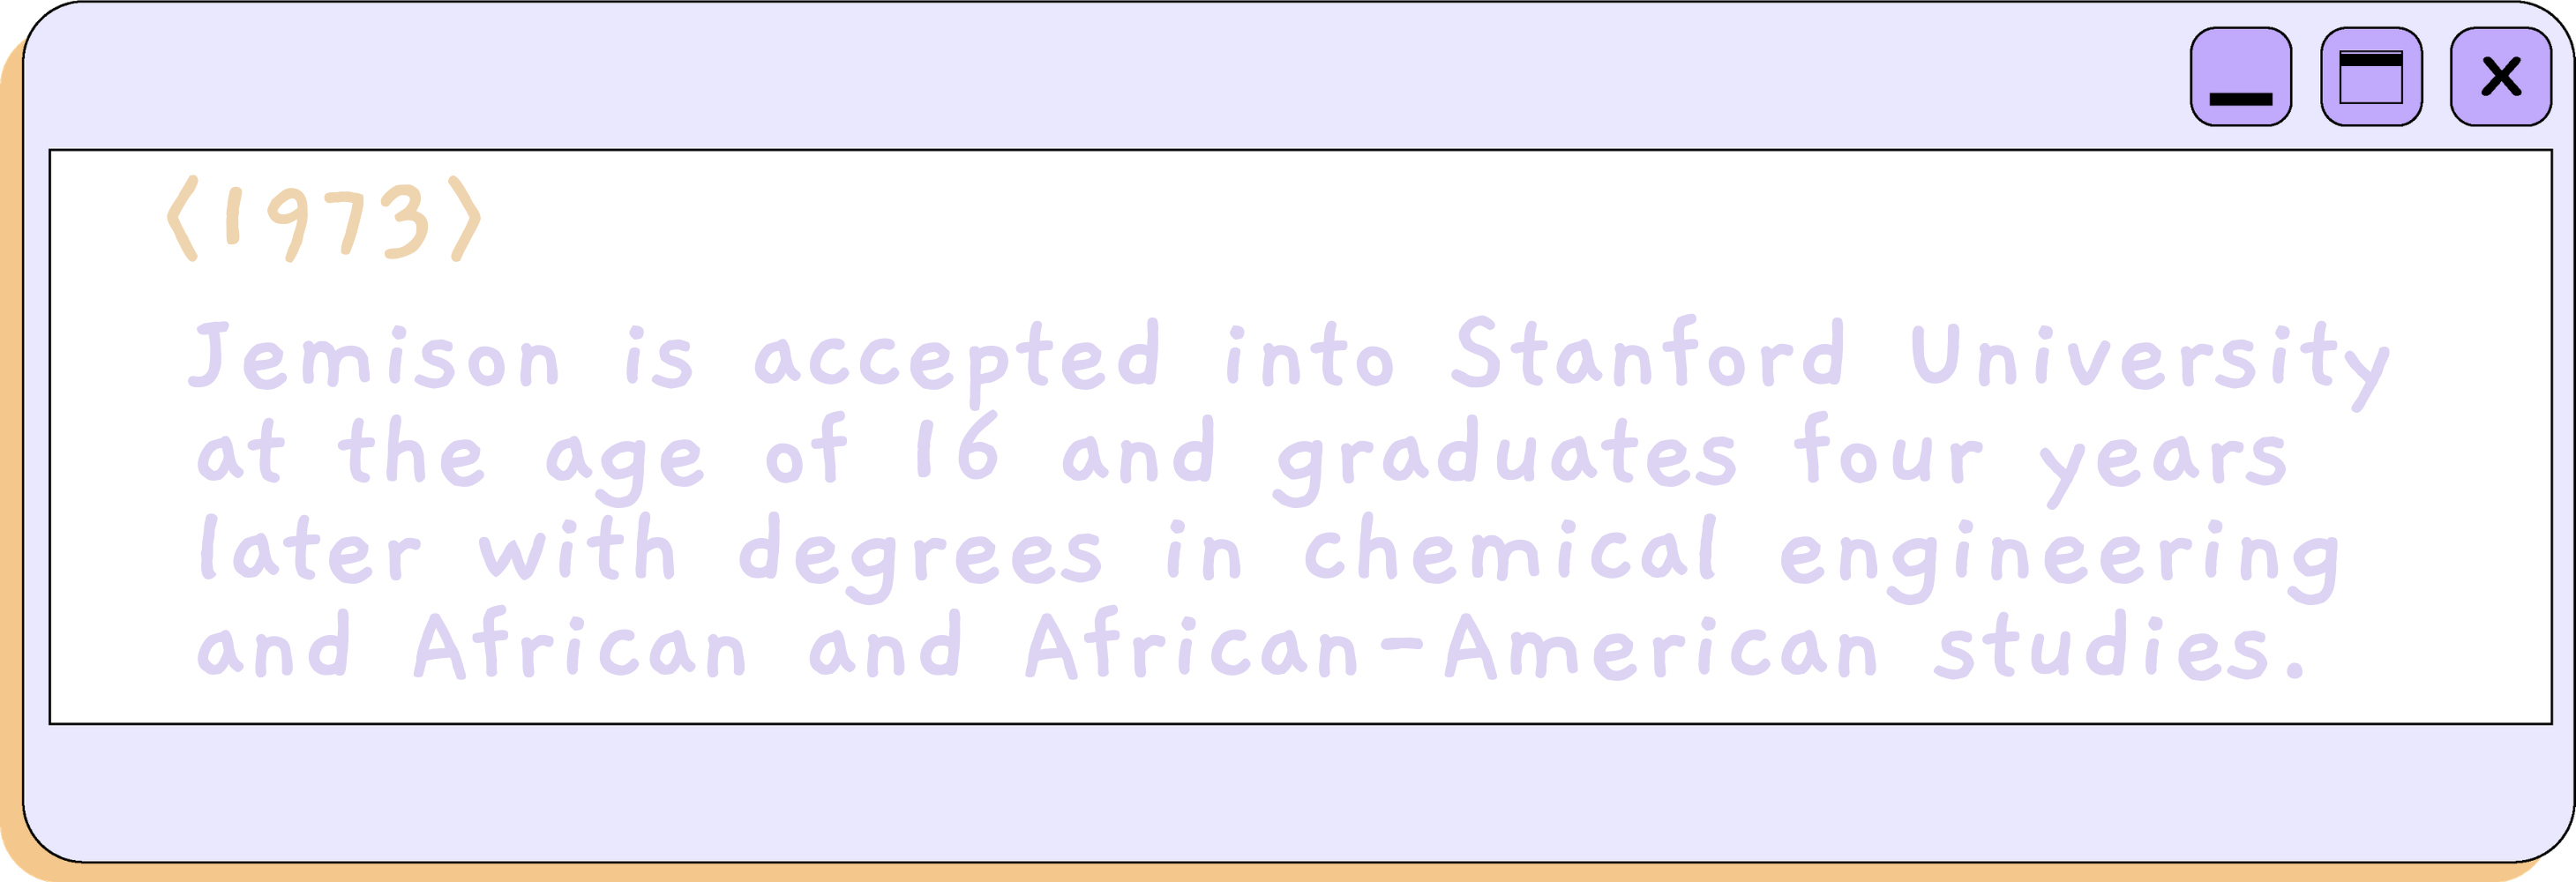 <1973>
Jemison is accepted into Stanford University
at the age of 16 and graduates four years
later with degrees in chemical engineering
and African and African-American studies.